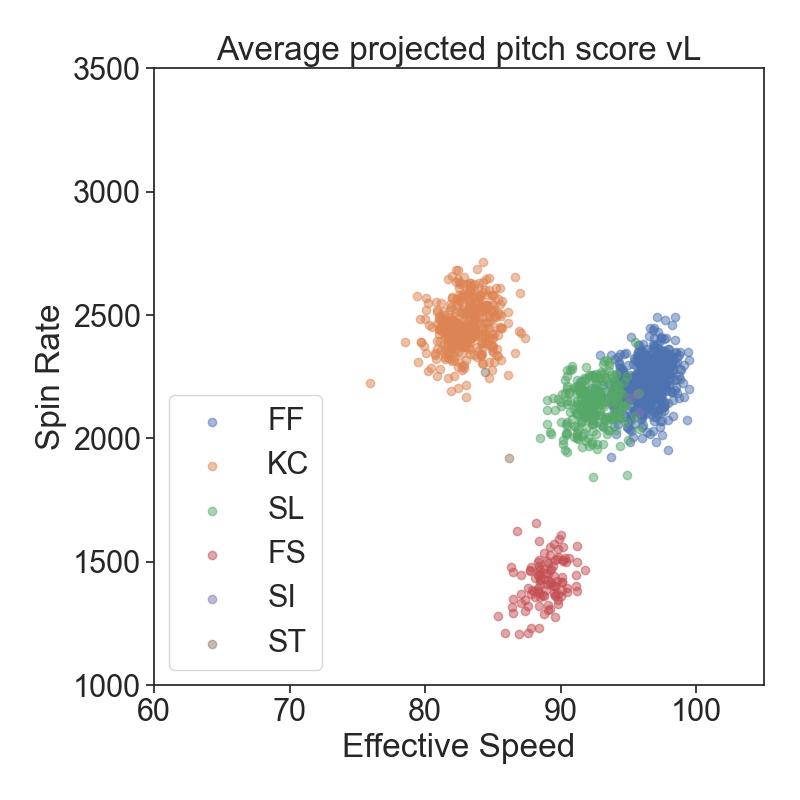 Average projected pitch score vL
3500
3000
2500
2000
1500
1000
Spin Rate
FF
KC
SL
FS
SI
ST
60
70
80
90
100
Effective Speed